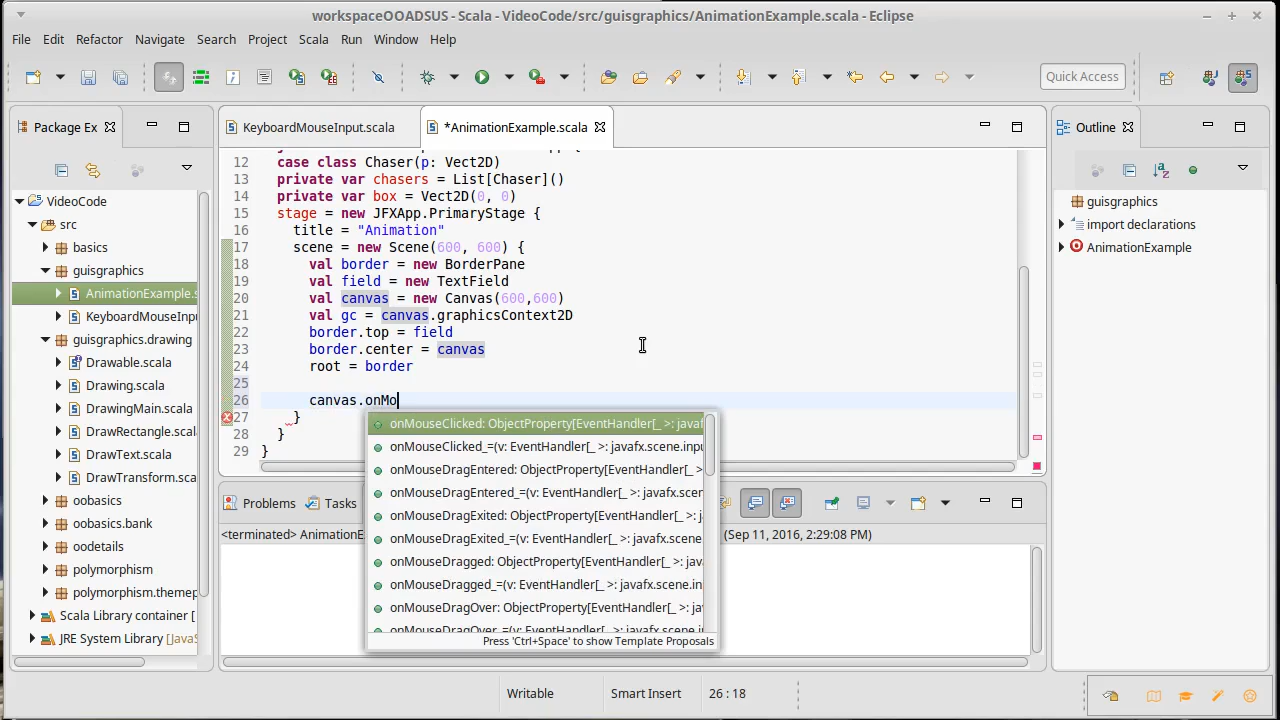 workspaceOOADSUS - Scala - VideoCode/src/guisgraphics/AnimationExample.scala - Eclipse
File Edit Refactor Navigate Search Project Scala Run Window Help
Quick Access
Package Ex
VideoCode
src
basics
guisgraphics
AnimationExample.s
KeyboardMouseInpu
guisgraphics.drawing
Drawable.scala
Drawing.scala
DrawingMain.scala
DrawRectangle.scal
DrawText.scala
DrawTransform.sca
oobasics
oobasics.bank
oodetails
polymorphism
polymorphism.themep
Scala Library container [
JRE System Library [JavaS
KeyboardMouseInput.scala
*AnimationExample.scala
12 case class Chaser(p: Vect2D)
13 private var chasers = List[Chaser]()
14 private var box = Vect2D(0, 0)
15 stage = new JFXApp.PrimaryStage {
16 title = "Animation"
17 scene = new Scene(600, 600) {
18 val border = new BorderPane
19 val field = new TextField
20 val canvas = new Canvas(600,600)
21 val gc = canvas.graphicsContext2D
22 border.top = field
23 border.center = canvas
24 root = border
25
26 canvas.onMo
27 }
28 }
29 }
onMouseClicked: ObjectProperty[EventHandler[_ >: javaf
onMouseClicked_=(v: EventHandler[_ >: javafx.scene.inpu
onMouseDragEntered: ObjectProperty[EventHandler[_ >
onMouseDragEntered_=(v: EventHandler[_ >: javafx.scen
onMouseDragExited: ObjectProperty[EventHandler[_ >: j
onMouseDragExited_=(v: EventHandler[_ >: javafx.scene.
onMouseDragged: ObjectProperty[EventHandler[_ >: jav
onMouseDragged_=(v: EventHandler[_ >: javafx.scene.in
onMouseDragOver: ObjectProperty[EventHandler[_ >: jav
onMouseDragOver_=(v: EventHandler[_ >: javafx.scene.i
Press 'Ctrl+Space' to show Template Proposals
Problems
Tasks
<terminated> AnimationE
(Sep 11, 2016, 2:29:08 PM)
Outline
guisgraphics
import declarations
AnimationExample
Writable
Smart Insert
26 : 18